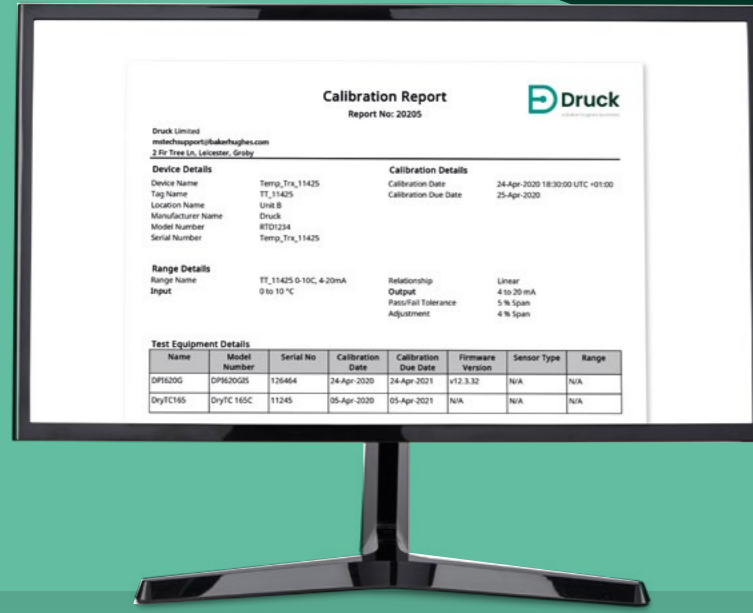 Calibration Report
Report No: 20205
Druck
Druck Limited
mstechsupport@bakerhughes.com
2 Fir Tree Ln, Leicester, Groby
Device Details
Device Name Temp_Trx_11425
Tag Name TT_11425
Location Name Unit B
Manufacturer Name Druck
Model Number RTD1234
Serial Number Temp_Trx_11425
Calibration Details
Calibration Date 24-Apr-2020 18:30:00 UTC +01:00
Calibration Due Date 25-Apr-2020
Range Details
Range Name TT_11425 0-10C, 4-20mA
Input 0 to 10 °C
Relationship Linear
Output 4 to 20 mA
Pass/Fail Tolerance 5 % Span
Adjustment 4 % Span
Test Equipment Details
Name Model Number Serial No Calibration Date Calibration Due Date Firmware Version Sensor Type Range
DPI620G DPI620GIS 126464 24-Apr-2020 24-Apr-2021 v12.3.32 N/A N/A
DryTC165 DryTC 165C 11245 05-Apr-2020 05-Apr-2021 N/A N/A N/A